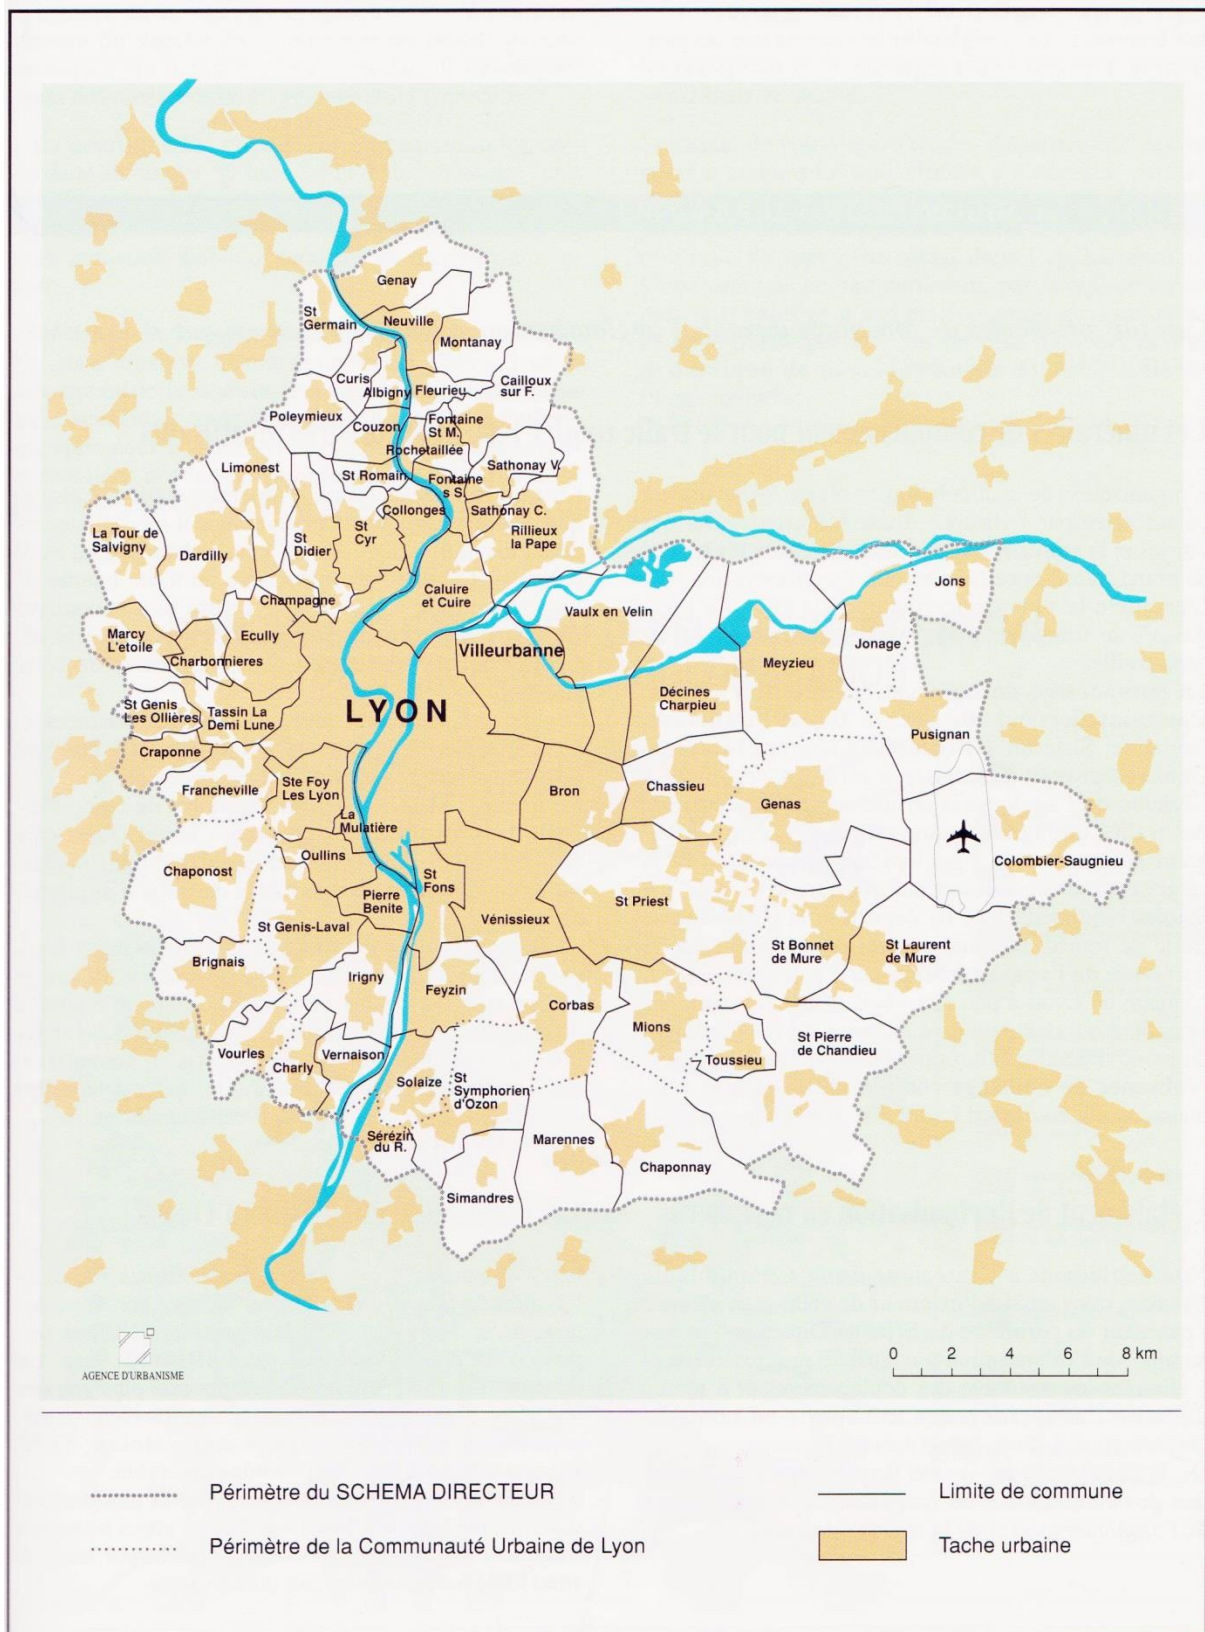 Genay
St
Germain
Neuville
Montanay
Curis
Albigny
Fleurieu
Cailloux
sur F.
Poleymieux
Couzon
Fontaine
St M.
Rochetaillée
Limonest
St Romain
Fontaine
s S.
Sathonay V.
Collonges
Sathonay C.
La Tour de
Salvigny
Dardilly
St
Didier
St
Cyr
Rillieux
la Pape
Jons
Champagne
Caluire
et Cuire
Vaulx en Velin
Marcy
L'etoile
Ecully
Charbonnieres
Villeurbanne
Meyzieu
Jonage
St Genis
Les Ollières
Tassin La
Demi Lune
LYON
Décines
Charpieu
Pusignan
Craponne
Francheville
Ste Foy
Les Lyon
Bron
Chassieu
Genas
La
Mulatière
Colombier-Saugnieu
Chaponost
Oullins
St
Fons
Pierre
Benite
St Priest
St Genis-Laval
Vénissieux
St Bonnet
de Mure
St Laurent
de Mure
Brignais
Irigny
Feyzin
Corbas
Mions
St Pierre
de Chandieu
Vourles
Charly
Vernaison
Toussieu
Solaize
St
Symphorien
d'Ozon
Sérézin
du R.
Marennes
Chaponnay
Simandres
AGENCE D'URBANISME
0 2 4 6 8 km
Périmètre du SCHEMA DIRECTEUR
Limite de commune
Périmètre de la Communauté Urbaine de Lyon
Tache urbaine